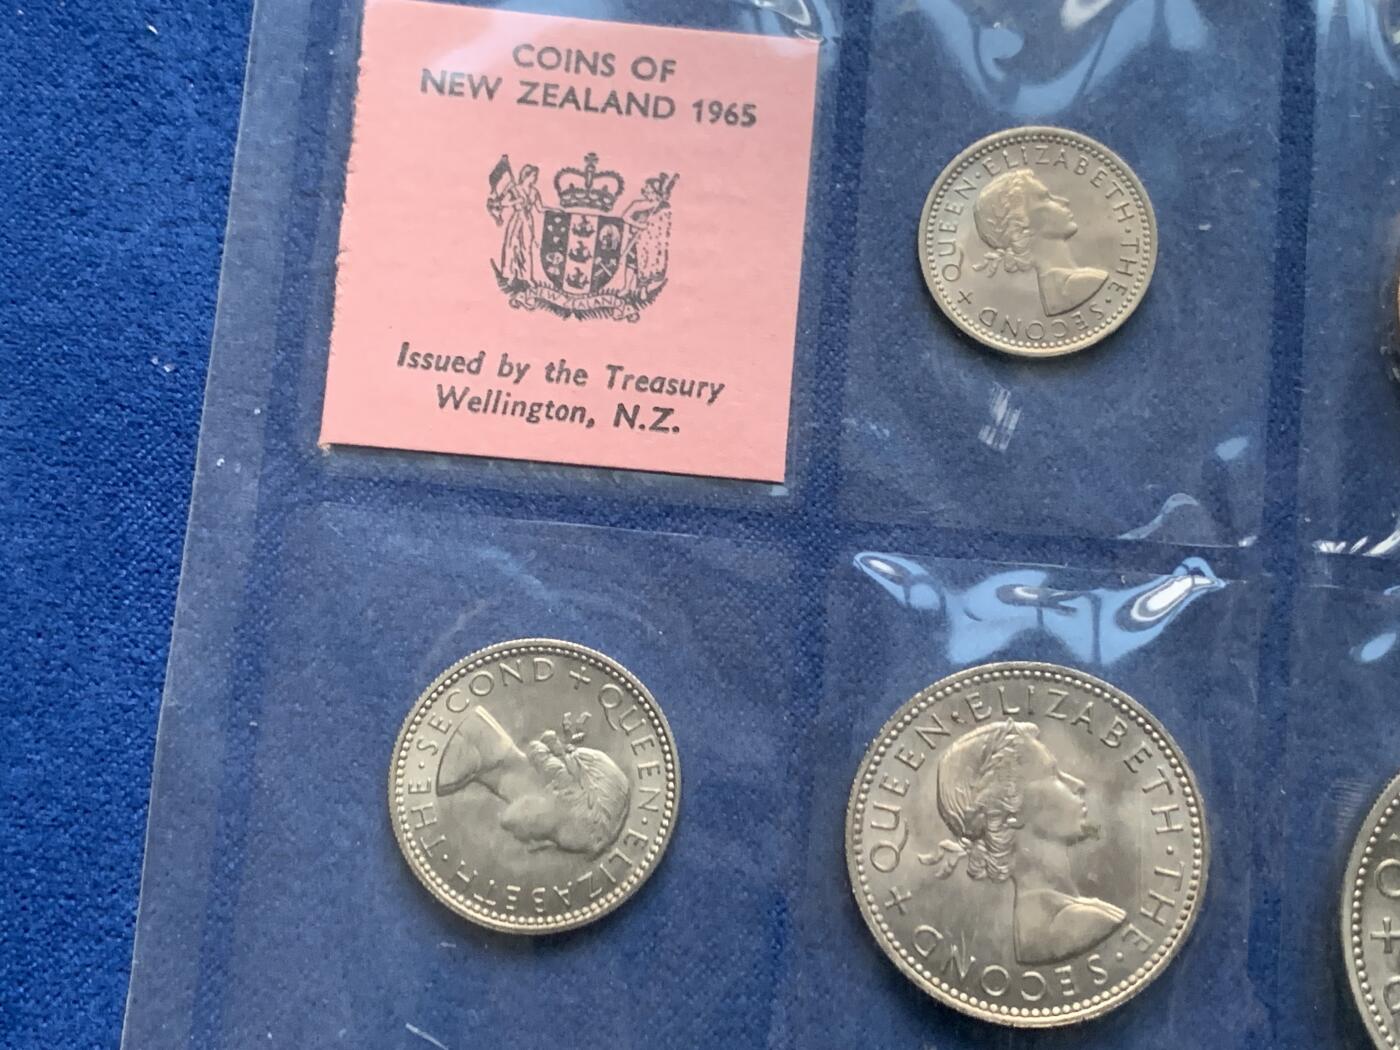 COINS OF
NEW ZEALAND 1965
NEW ZEALAND
Issued by the Treasury
Wellington, N.Z.
+ QUEEN · ELIZABETH · THE · SECOND
+ QUEEN · ELIZABETH · THE · SECOND
+ QUEEN · ELIZABETH · THE · SECOND